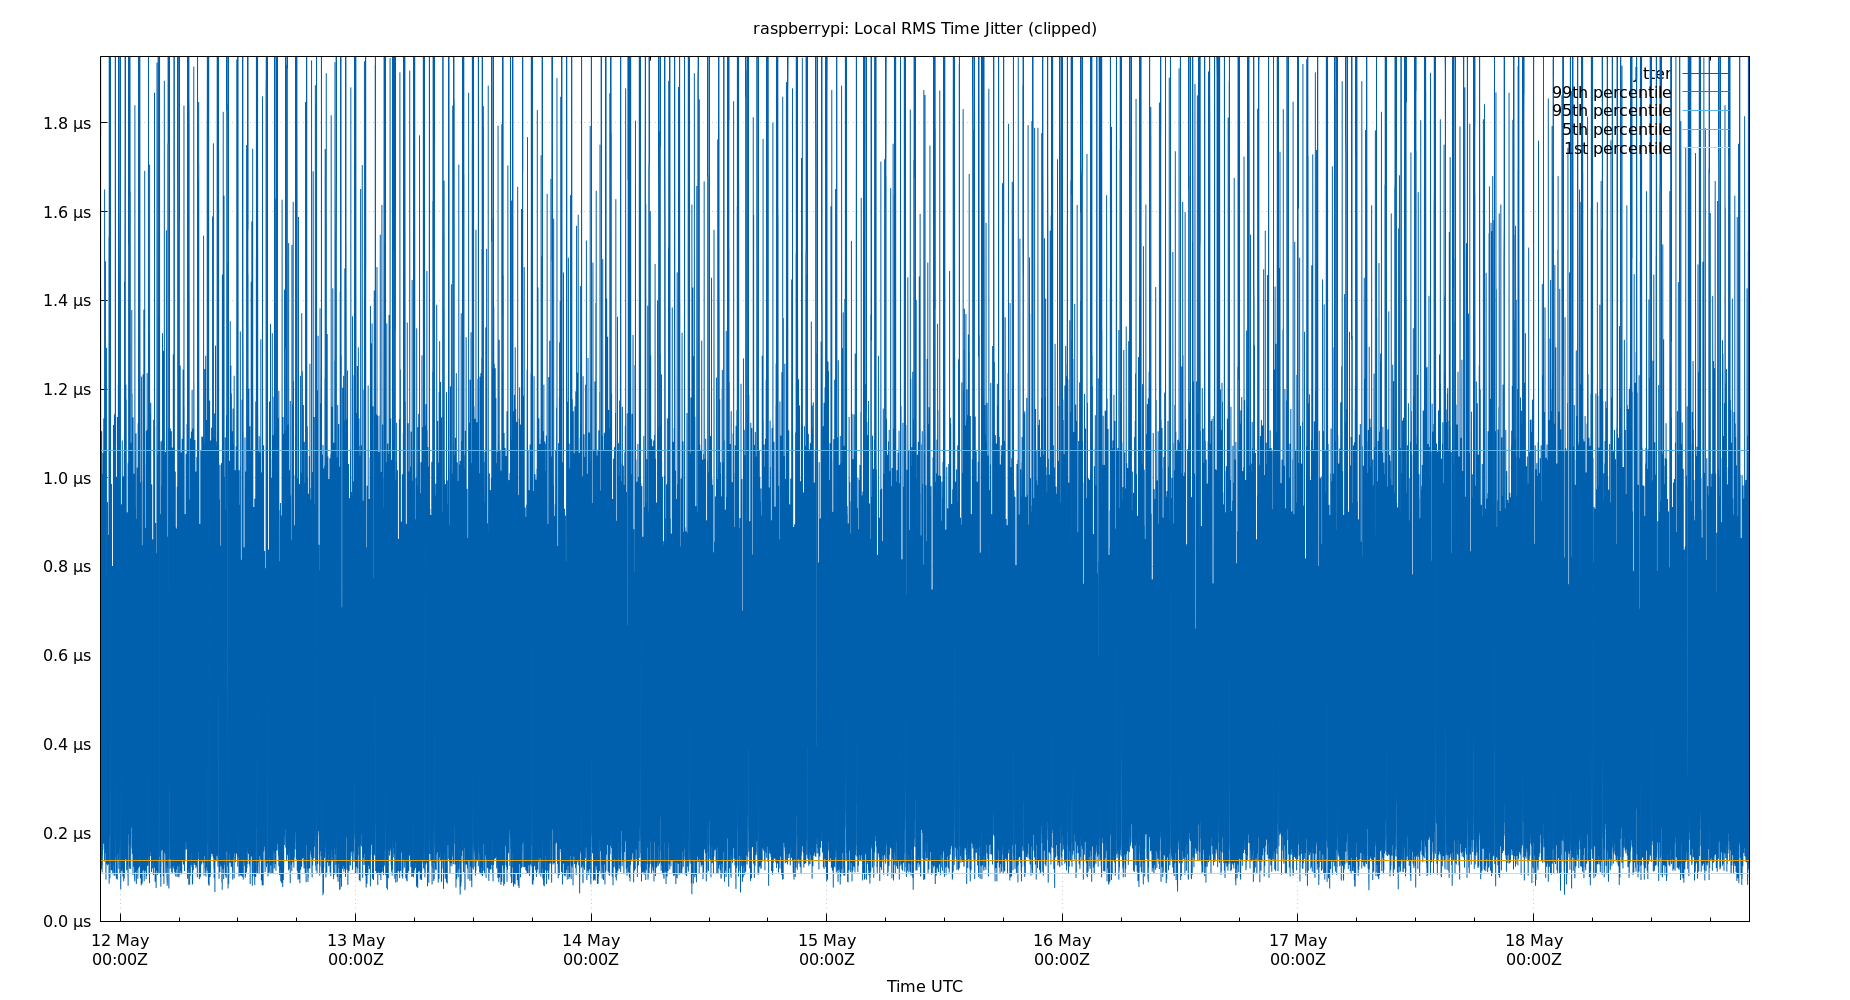 raspberrypi: Local RMS Time Jitter (clipped)
99th percentile
95th percentile
5th percentile
1st percentile
1.8 µs
1.6 µs
1.4 µs
1.2 µs
1.0 µs
0.8 µs
0.6 µs
0.4 µs
0.2 µs
0.0 µs
12 May 13 May 14 May 15 May 16 May 17 May 18 May
00:00Z 00:00Z 00:00Z 00:00Z 00:00Z 00:00Z 00:00Z
Time UTC